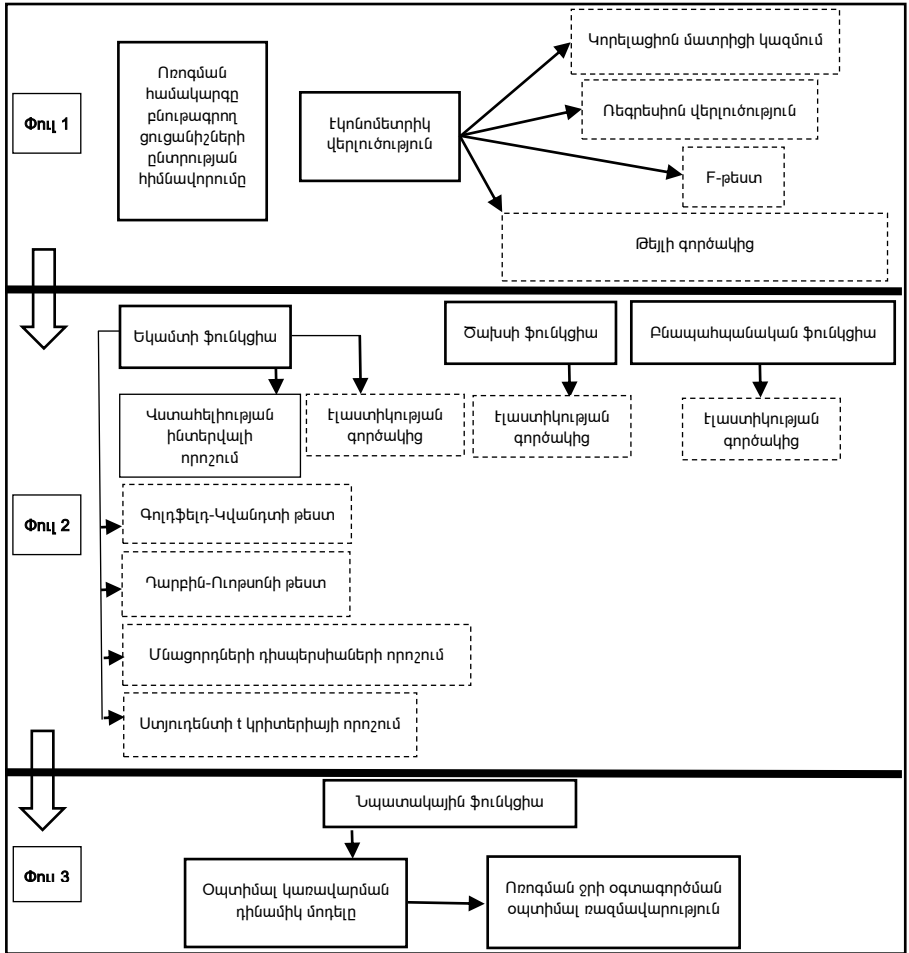 Փուլ 1
Ոռոգման
համակարգը
բնութագրող
ցուցանիշների
ընտրության
հիմնավորումը
էկոնոմետրիկ
վերլուծություն
Կորելացիոն մատրիցի կազմում
Ռեգրեսիոն վերլուծություն
F-թեստ
Թեյլի գործակից
Փուլ 2
Եկամտի ֆունկցիա
Ծախսի ֆունկցիա
Բնապահպանական ֆունկցիա
Վստահելիության
ինտերվալի
որոշում
էլաստիկության
գործակից
էլաստիկության
գործակից
էլաստիկության
գործակից
Գոլդֆելդ-Կվանդտի թեստ
Դարբին-Ուոթսոնի թեստ
Մնացորդների դիսպերսիաների որոշում
Ստյուդենտի t կրիտերիայի որոշում
Փուլ 3
Նպատակային ֆունկցիա
Օպտիմալ կառավարման
դինամիկ մոդելը
Ոռոգման ջրի օգտագործման
օպտիմալ ռազմավարություն